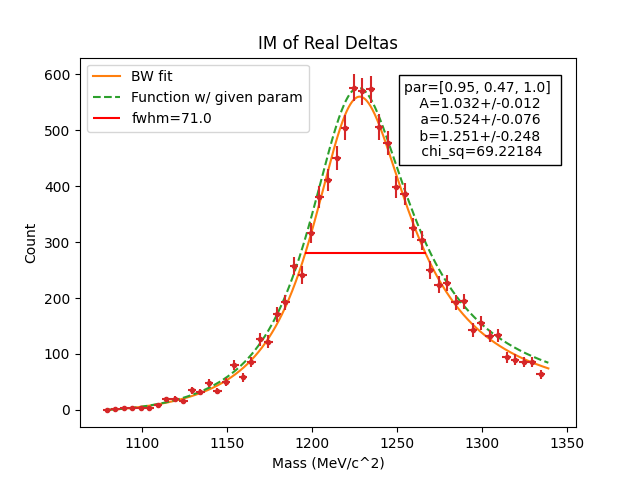 IM of Real Deltas
BW fit
Function w/ given param
fwhm=71.0
par=[0.95, 0.47, 1.0]
A=1.032+/-0.012
a=0.524+/-0.076
b=1.251+/-0.248
chi_sq=69.22184
Count
600
500
400
300
200
100
0
1100 1150 1200 1250 1300 1350
Mass (MeV/c^2)